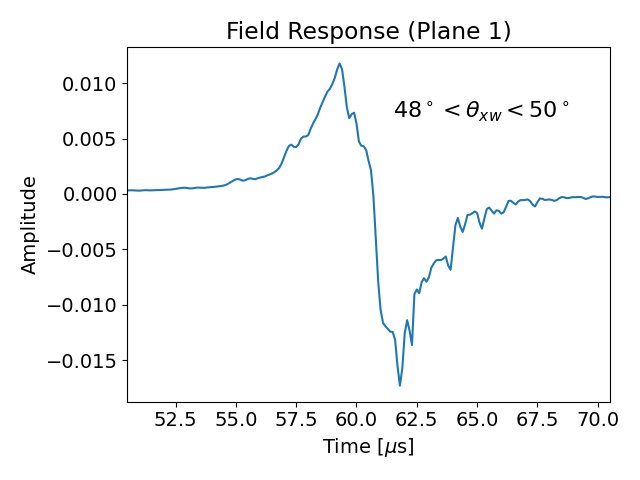 Field Response (Plane 1)
48° < θxw < 50°
Amplitude
0.010
0.005
0.000
−0.005
−0.010
−0.015
52.5 55.0 57.5 60.0 62.5 65.0 67.5 70.0
Time [μs]